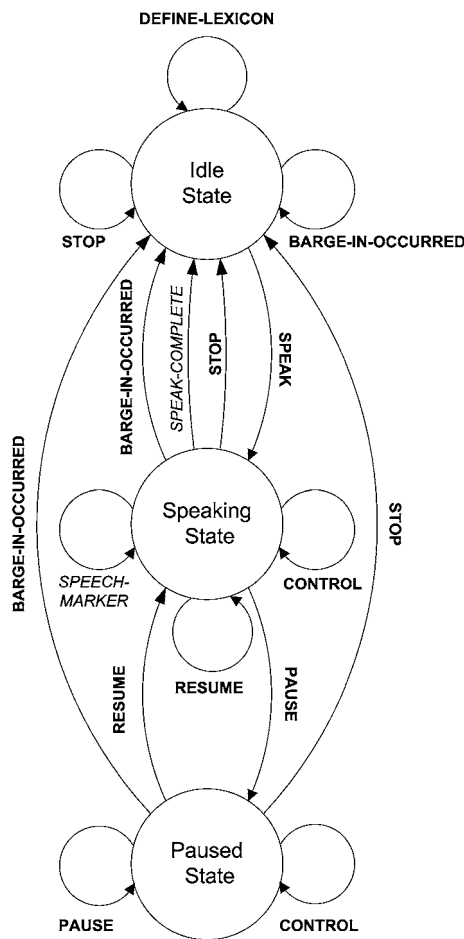 DEFINE-LEXICON
Idle
State
STOP
BARGE-IN-OCCURRED
BARGE-IN-OCCURRED
SPEAK-COMPLETE
STOP
SPEAK
BARGE-IN-OCCURRED
Speaking
State
STOP
SPEECH-
MARKER
CONTROL
RESUME
RESUME
PAUSE
Paused
State
PAUSE
CONTROL